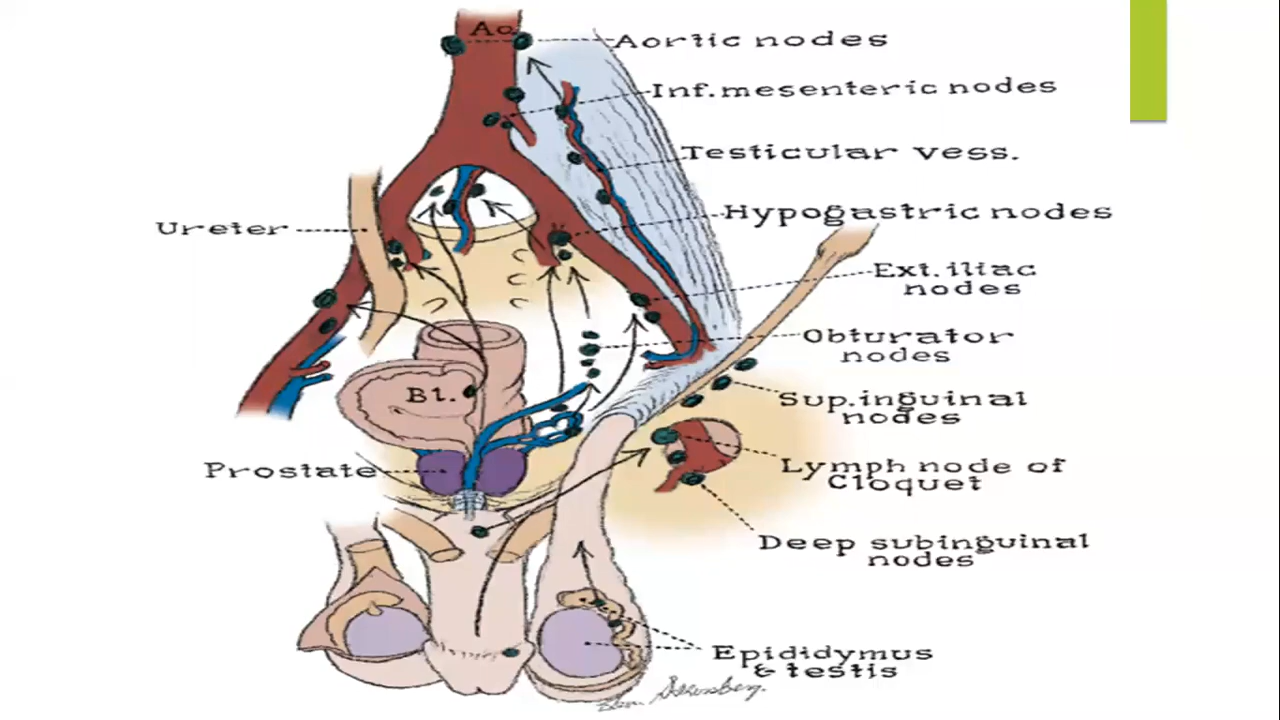 Ao.
Aortic nodes
Inf.mesenteric nodes
Testicular vess.
Hypogastric nodes
Ureter
Ext.iliac
nodes
Obturator
nodes
Bl.
Sup.inguinal
nodes
Prostate
Lymph node of
Cloquet
Deep subinguinal
nodes
Epididymus
& testis